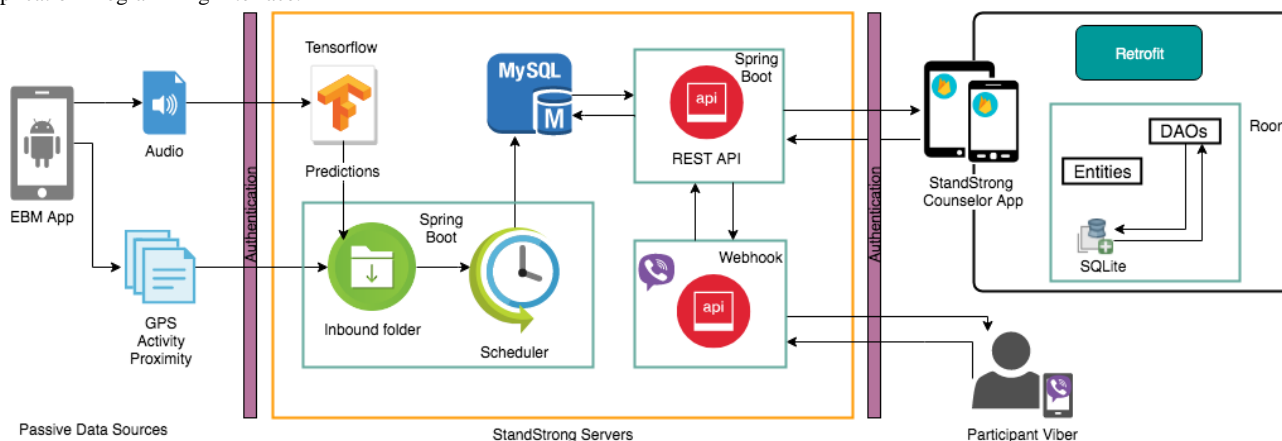 Tensorflow
MySQL
M
Spring
Boot
api
REST API
Retrofit
DAOs
Entities
SQLite
StandStrong
Counselor App
Audio
EBM App
Authentication
Predictions
Spring
Boot
Inbound folder
Scheduler
Webhook
api
Authentication
GPS
Activity
Proximity
Passive Data Sources
StandStrong Servers
Participant Viber